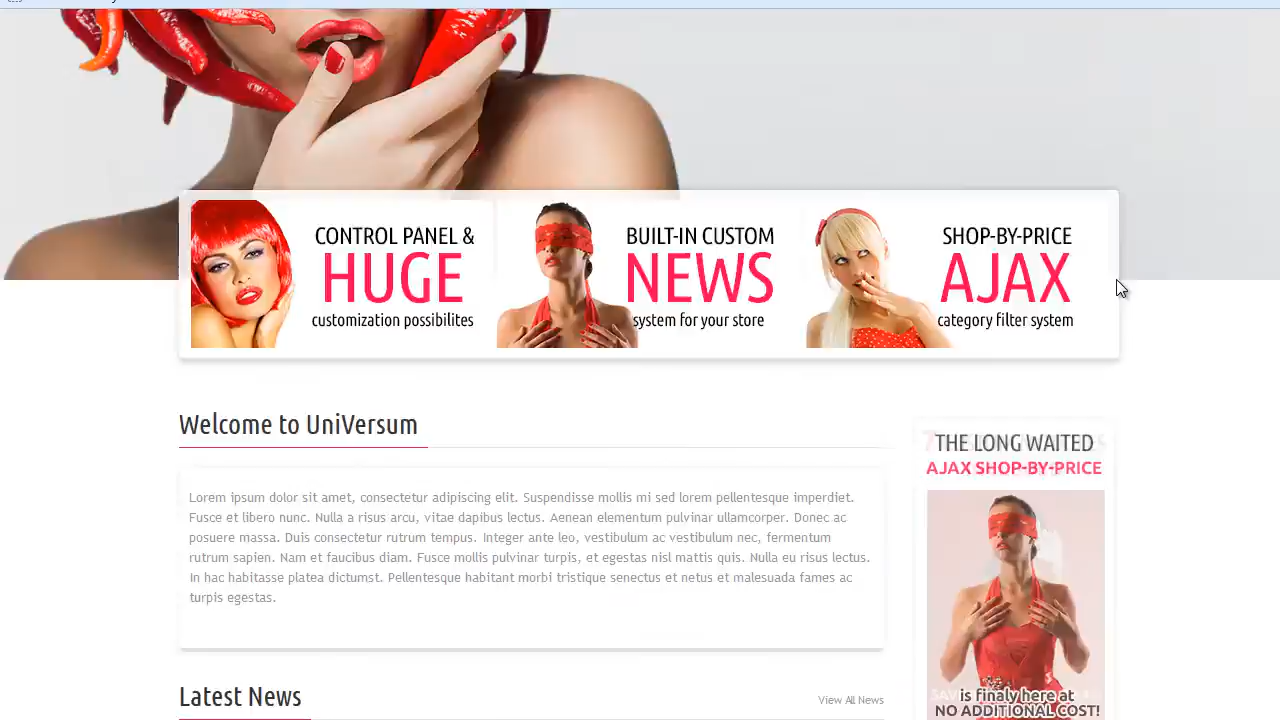 CONTROL PANEL &
HUGE
customization possibilites
BUILT-IN CUSTOM
NEWS
system for your store
SHOP-BY-PRICE
AJAX
category filter system
Welcome to UniVersum
Lorem ipsum dolor sit amet, consectetur adipiscing elit. Suspendisse mollis mi sed lorem pellentesque imperdiet.
Fusce et libero nunc. Nulla a risus arcu, vitae dapibus lectus. Aenean elementum pulvinar ullamcorper. Donec ac
posuere massa. Duis consectetur rutrum tempus. Integer ante leo, vestibulum ac vestibulum nec, fermentum
rutrum sapien. Nam et faucibus diam. Fusce mollis pulvinar turpis, et egestas nisl mattis quis. Nulla eu risus lectus.
In hac habitasse platea dictumst. Pellentesque habitant morbi tristique senectus et netus et malesuada fames ac
turpis egestas.
THE LONG WAITED
AJAX SHOP-BY-PRICE
is finaly here at
NO ADDITIONAL COST!
Latest News
View All News